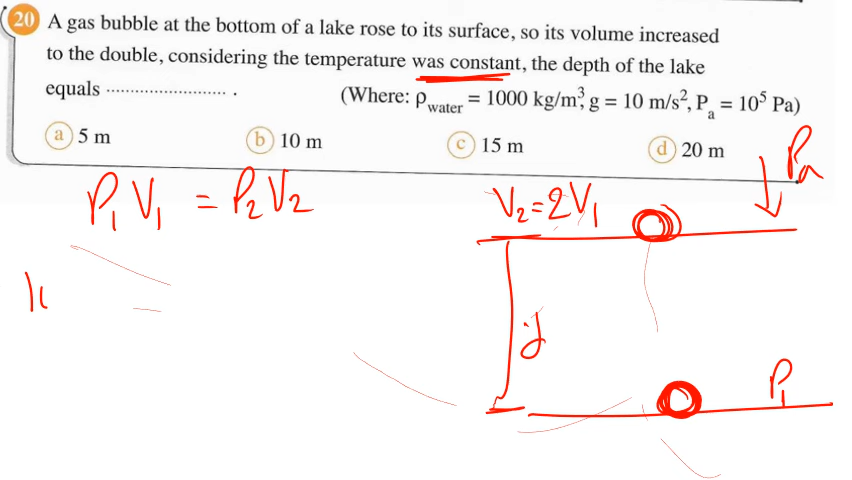 20 A gas bubble at the bottom of a lake rose to its surface, so its volume increased
to the double, considering the temperature was constant, the depth of the lake
equals .............................. .
(Where: ρwater = 1000 kg/m³, g = 10 m/s², Pa = 10⁵ Pa)
a 5 m b 10 m c 15 m d 20 m
Pa
P₁ V₁ = P₂ V₂
V₂=2V₁
y
P₁